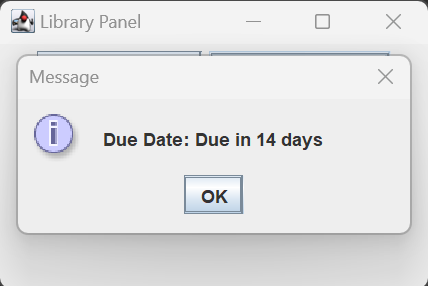 Library Panel
Message
Due Date: Due in 14 days
OK